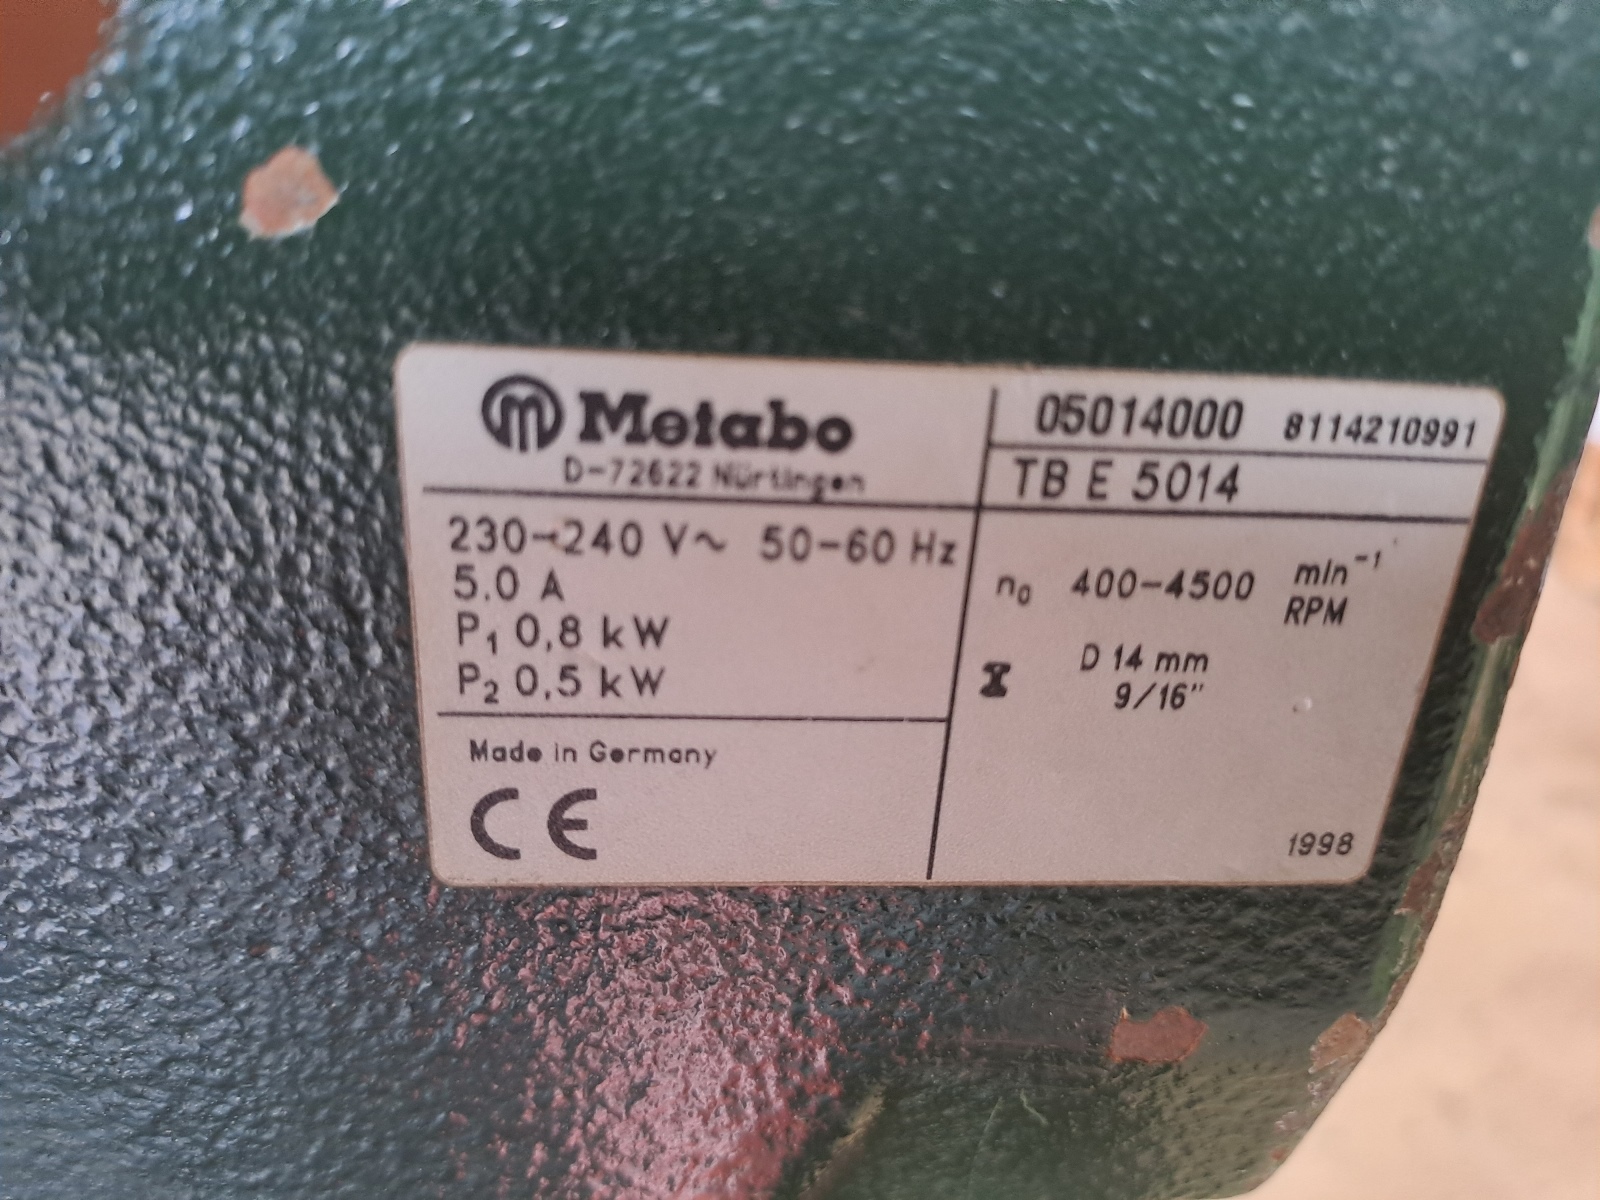 Metabo
D-72622 Nürtingen
05014000 8114210991
TB E 5014
230-240 V~ 50-60 Hz
5.0 A
P1 0,8 kW
P2 0,5 kW
Made in Germany
CE
n0 400-4500 min-1
RPM
D 14 mm
9/16"
1998